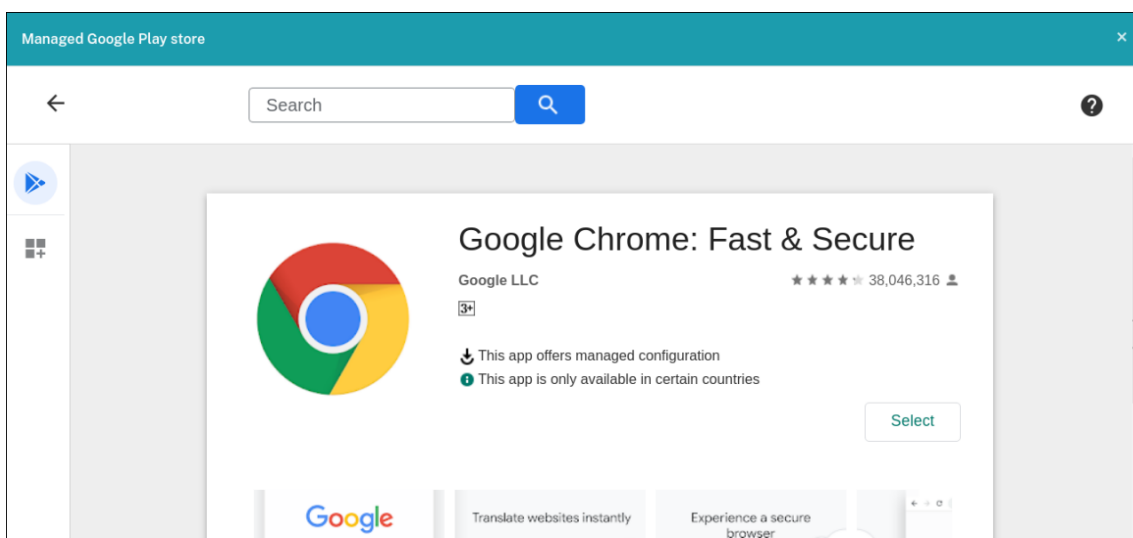 Managed Google Play store
×
Search
Google Chrome: Fast & Secure
Google LLC
38,046,316
3+
This app offers managed configuration
This app is only available in certain countries
Select
Google
Translate websites instantly
Experience a secure
browser